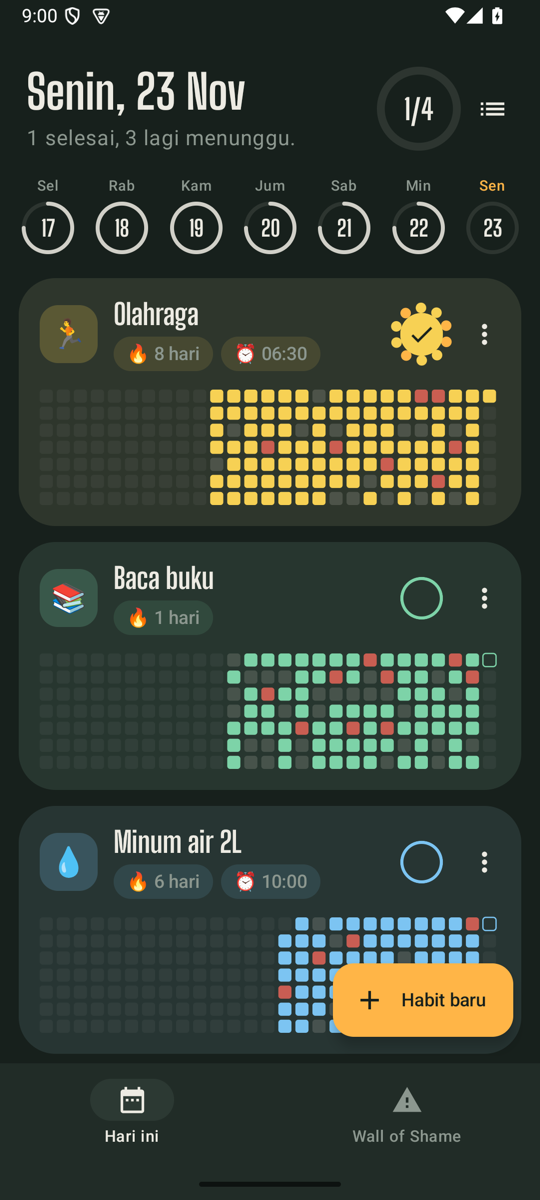 9:00
Senin, 23 Nov
1 selesai, 3 lagi menunggu.
1/4
Sel Rab Kam Jum Sab Min Sen
17 18 19 20 21 22 23
Olahraga
🔥 8 hari ⏰ 06:30
Baca buku
🔥 1 hari
Minum air 2L
🔥 6 hari ⏰ 10:00
+ Habit baru
Hari ini
Wall of Shame